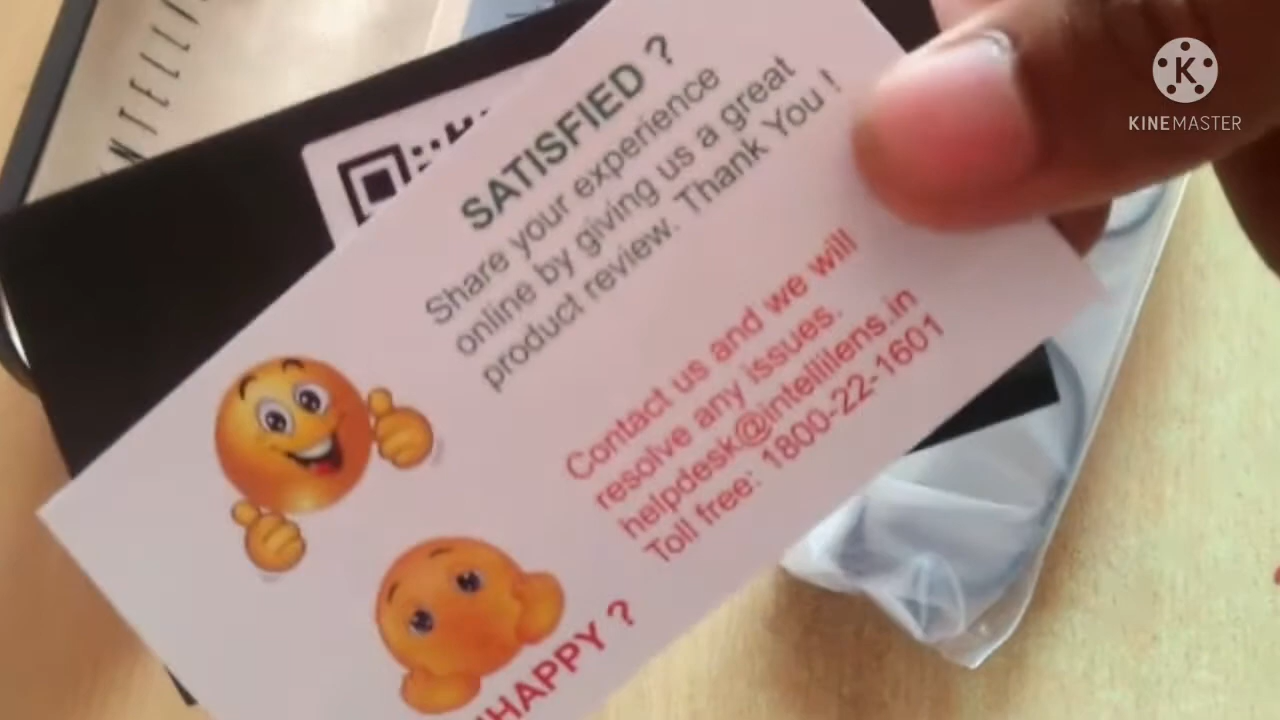 INTELLI
SATISFIED ?
Share your experience
online by giving us a great
product review. Thank You !
Contact us and we will
resolve any issues.
helpdesk@intellilens.in
Toll free: 1800-22-1601
HAPPY ?
K
KINEMASTER